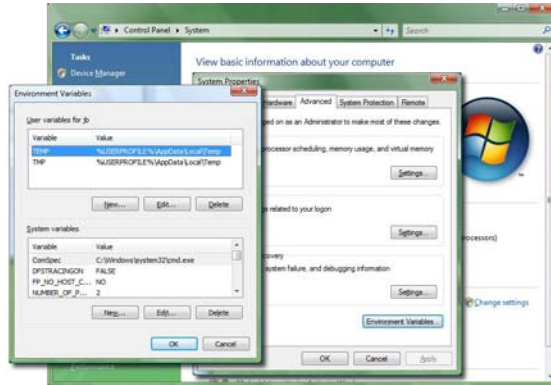 Control Panel ▸ System
Search
Tasks
Device Manager
View basic information about your computer
System Properties
Hardware
Advanced
System Protection
Remote
ged on as an Administrator to make most of these changes.
processor scheduling, memory usage, and virtual memory
Settings...
s related to your logon
Settings...
overy
system failure, and debugging information
Settings...
Environment Variables...
OK
Cancel
Apply
ocessors)
Change settings
Environment Variables
User variables for jb
Variable
Value
TEMP
%USERPROFILE%\AppData\Local\Temp
TMP
%USERPROFILE%\AppData\Local\Temp
New...
Edit...
Delete
System variables
Variable
Value
ComSpec
C:\Windows\system32\cmd.exe
DFSTRACINGON
FALSE
FP_NO_HOST_C...
NO
NUMBER_OF_P...
2
New...
Edit...
Delete
OK
Cancel